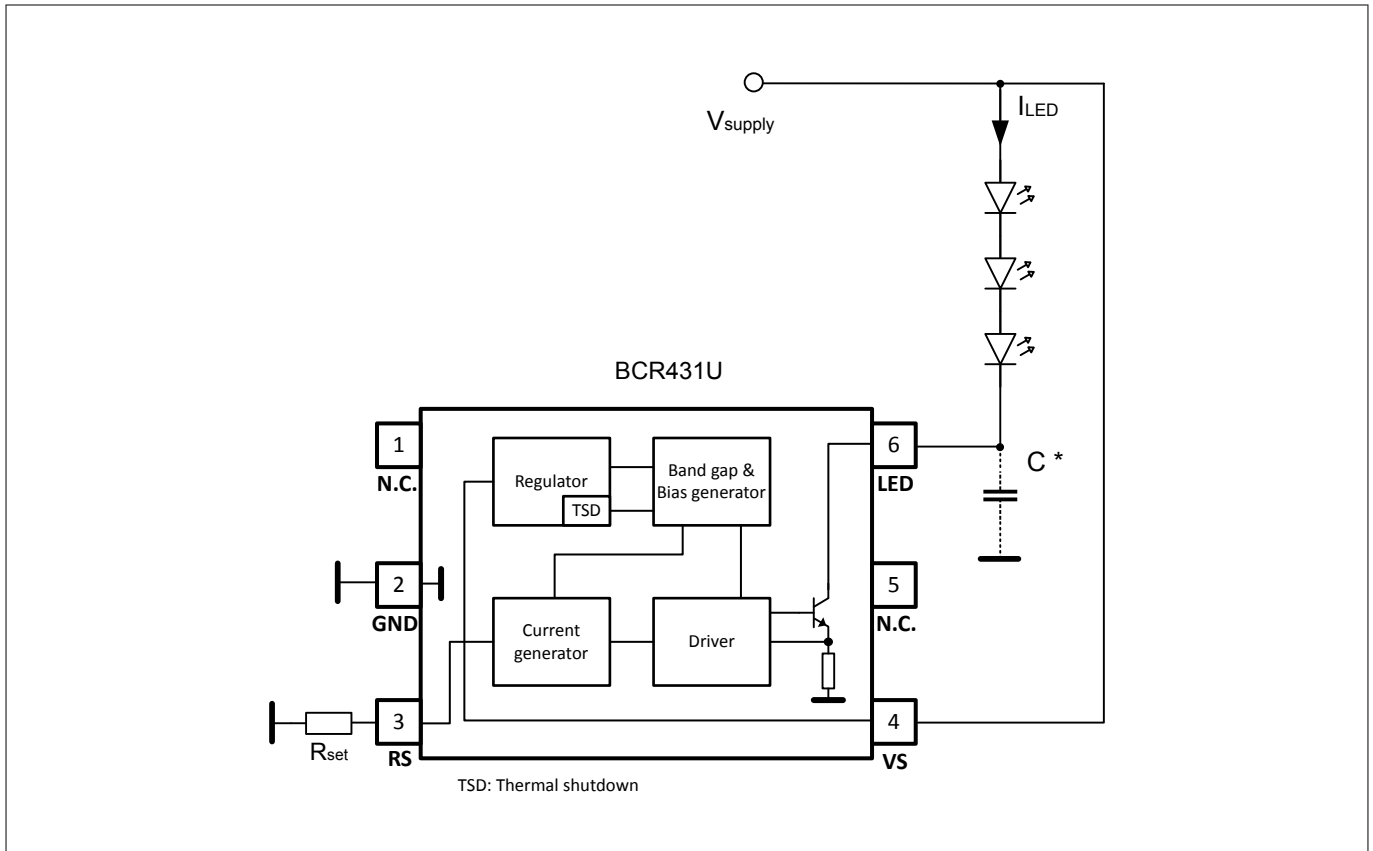 Vsupply
ILED
BCR431U
C *
1
N.C.
Regulator
TSD
Band gap &
Bias generator
6
LED
2
GND
5
N.C.
Current
generator
Driver
Rset
3
RS
4
VS
TSD: Thermal shutdown